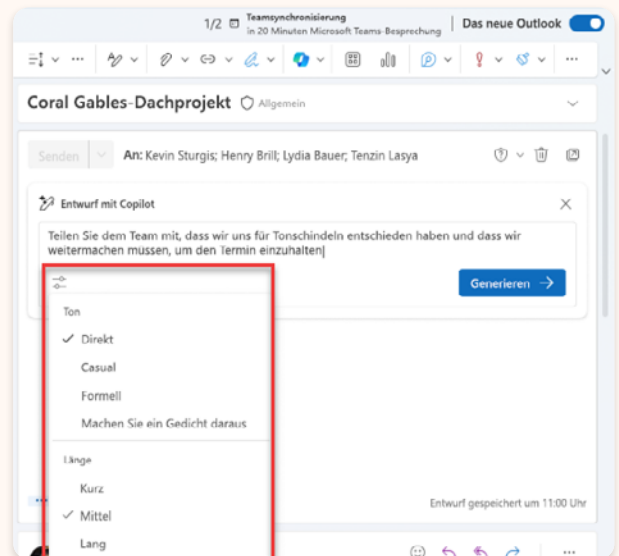 1/2 Teamsynchronisierung
in 20 Minuten Microsoft Teams-Besprechung
Das neue Outlook
Coral Gables-Dachprojekt Allgemein
Senden An: Kevin Sturgis; Henry Brill; Lydia Bauer; Tenzin Lasya
Entwurf mit Copilot
Teilen Sie dem Team mit, dass wir uns für Tonschindeln entschieden haben und dass wir
weitermachen müssen, um den Termin einzuhalten
Generieren
Ton
Direkt
Casual
Formell
Machen Sie ein Gedicht daraus
Länge
Kurz
Mittel
Lang
Entwurf gespeichert um 11:00 Uhr